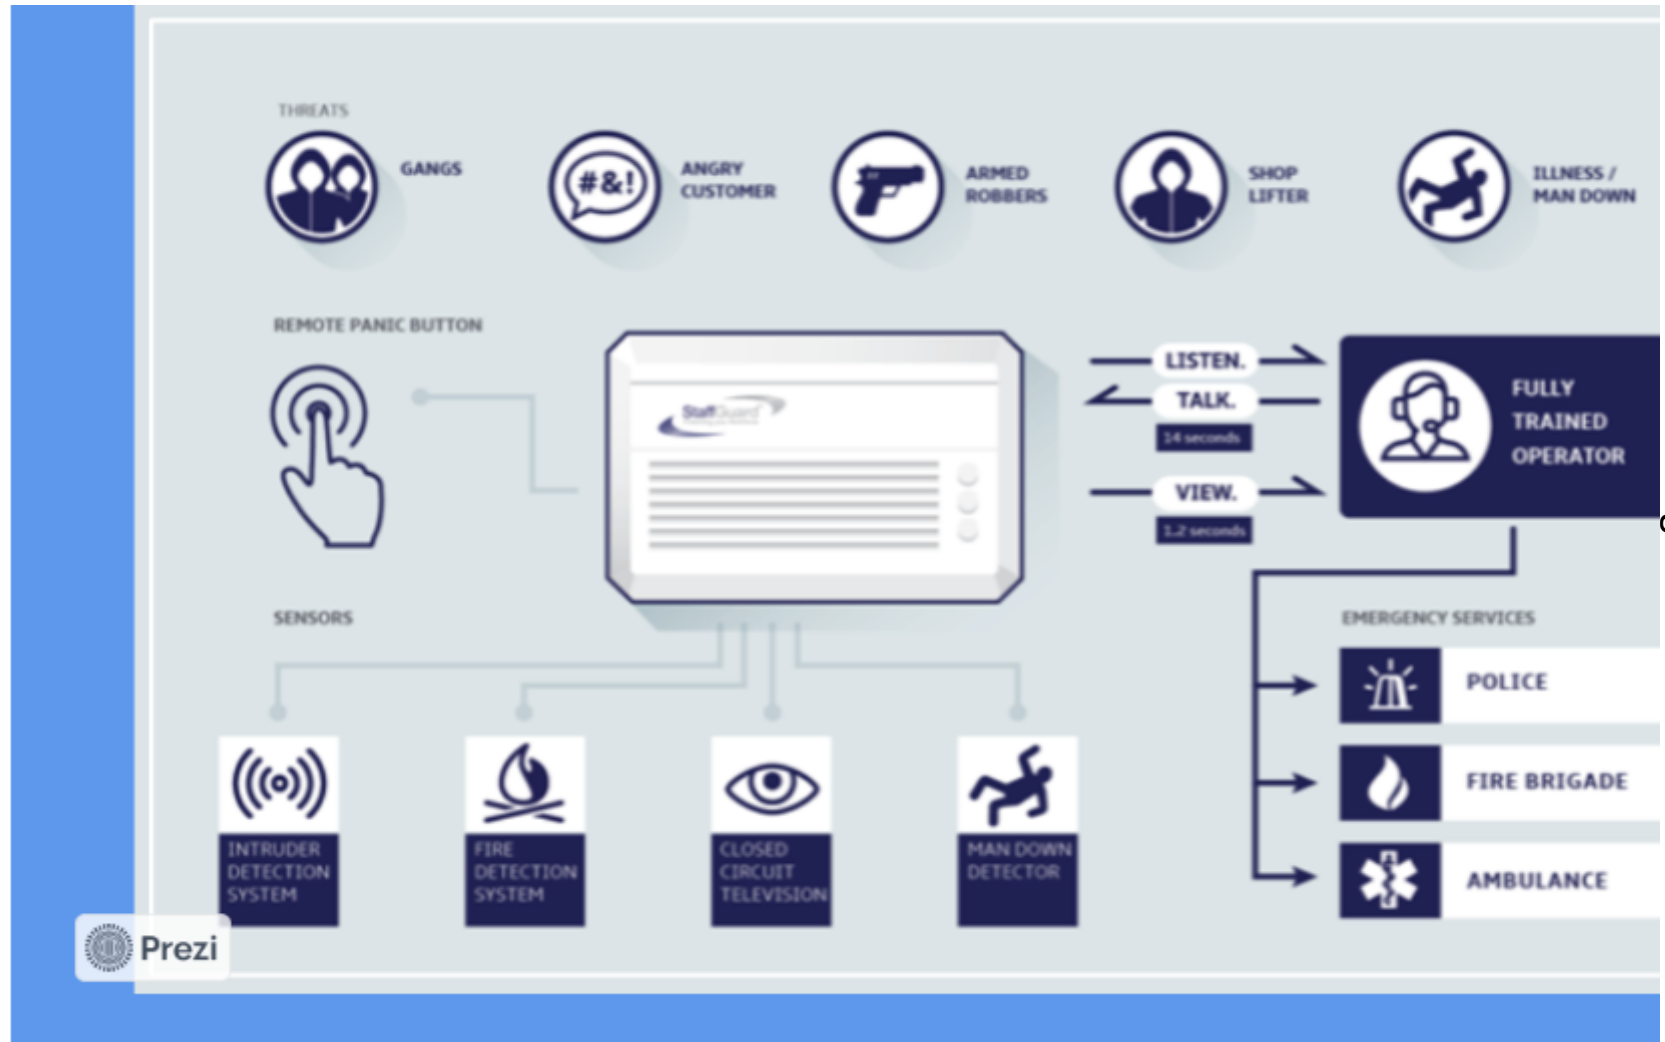 THREATS
GANGS
#&!
ANGRY
CUSTOMER
ARMED
ROBBERS
SHOP
LIFTER
ILLNESS /
MAN DOWN
REMOTE PANIC BUTTON
StaffGuard
LISTEN.
TALK.
14 seconds
VIEW.
1.2 seconds
FULLY
TRAINED
OPERATOR
SENSORS
INTRUDER
DETECTION
SYSTEM
FIRE
DETECTION
SYSTEM
CLOSED
CIRCUIT
TELEVISION
MAN DOWN
DETECTOR
EMERGENCY SERVICES
POLICE
FIRE BRIGADE
AMBULANCE
Prezi